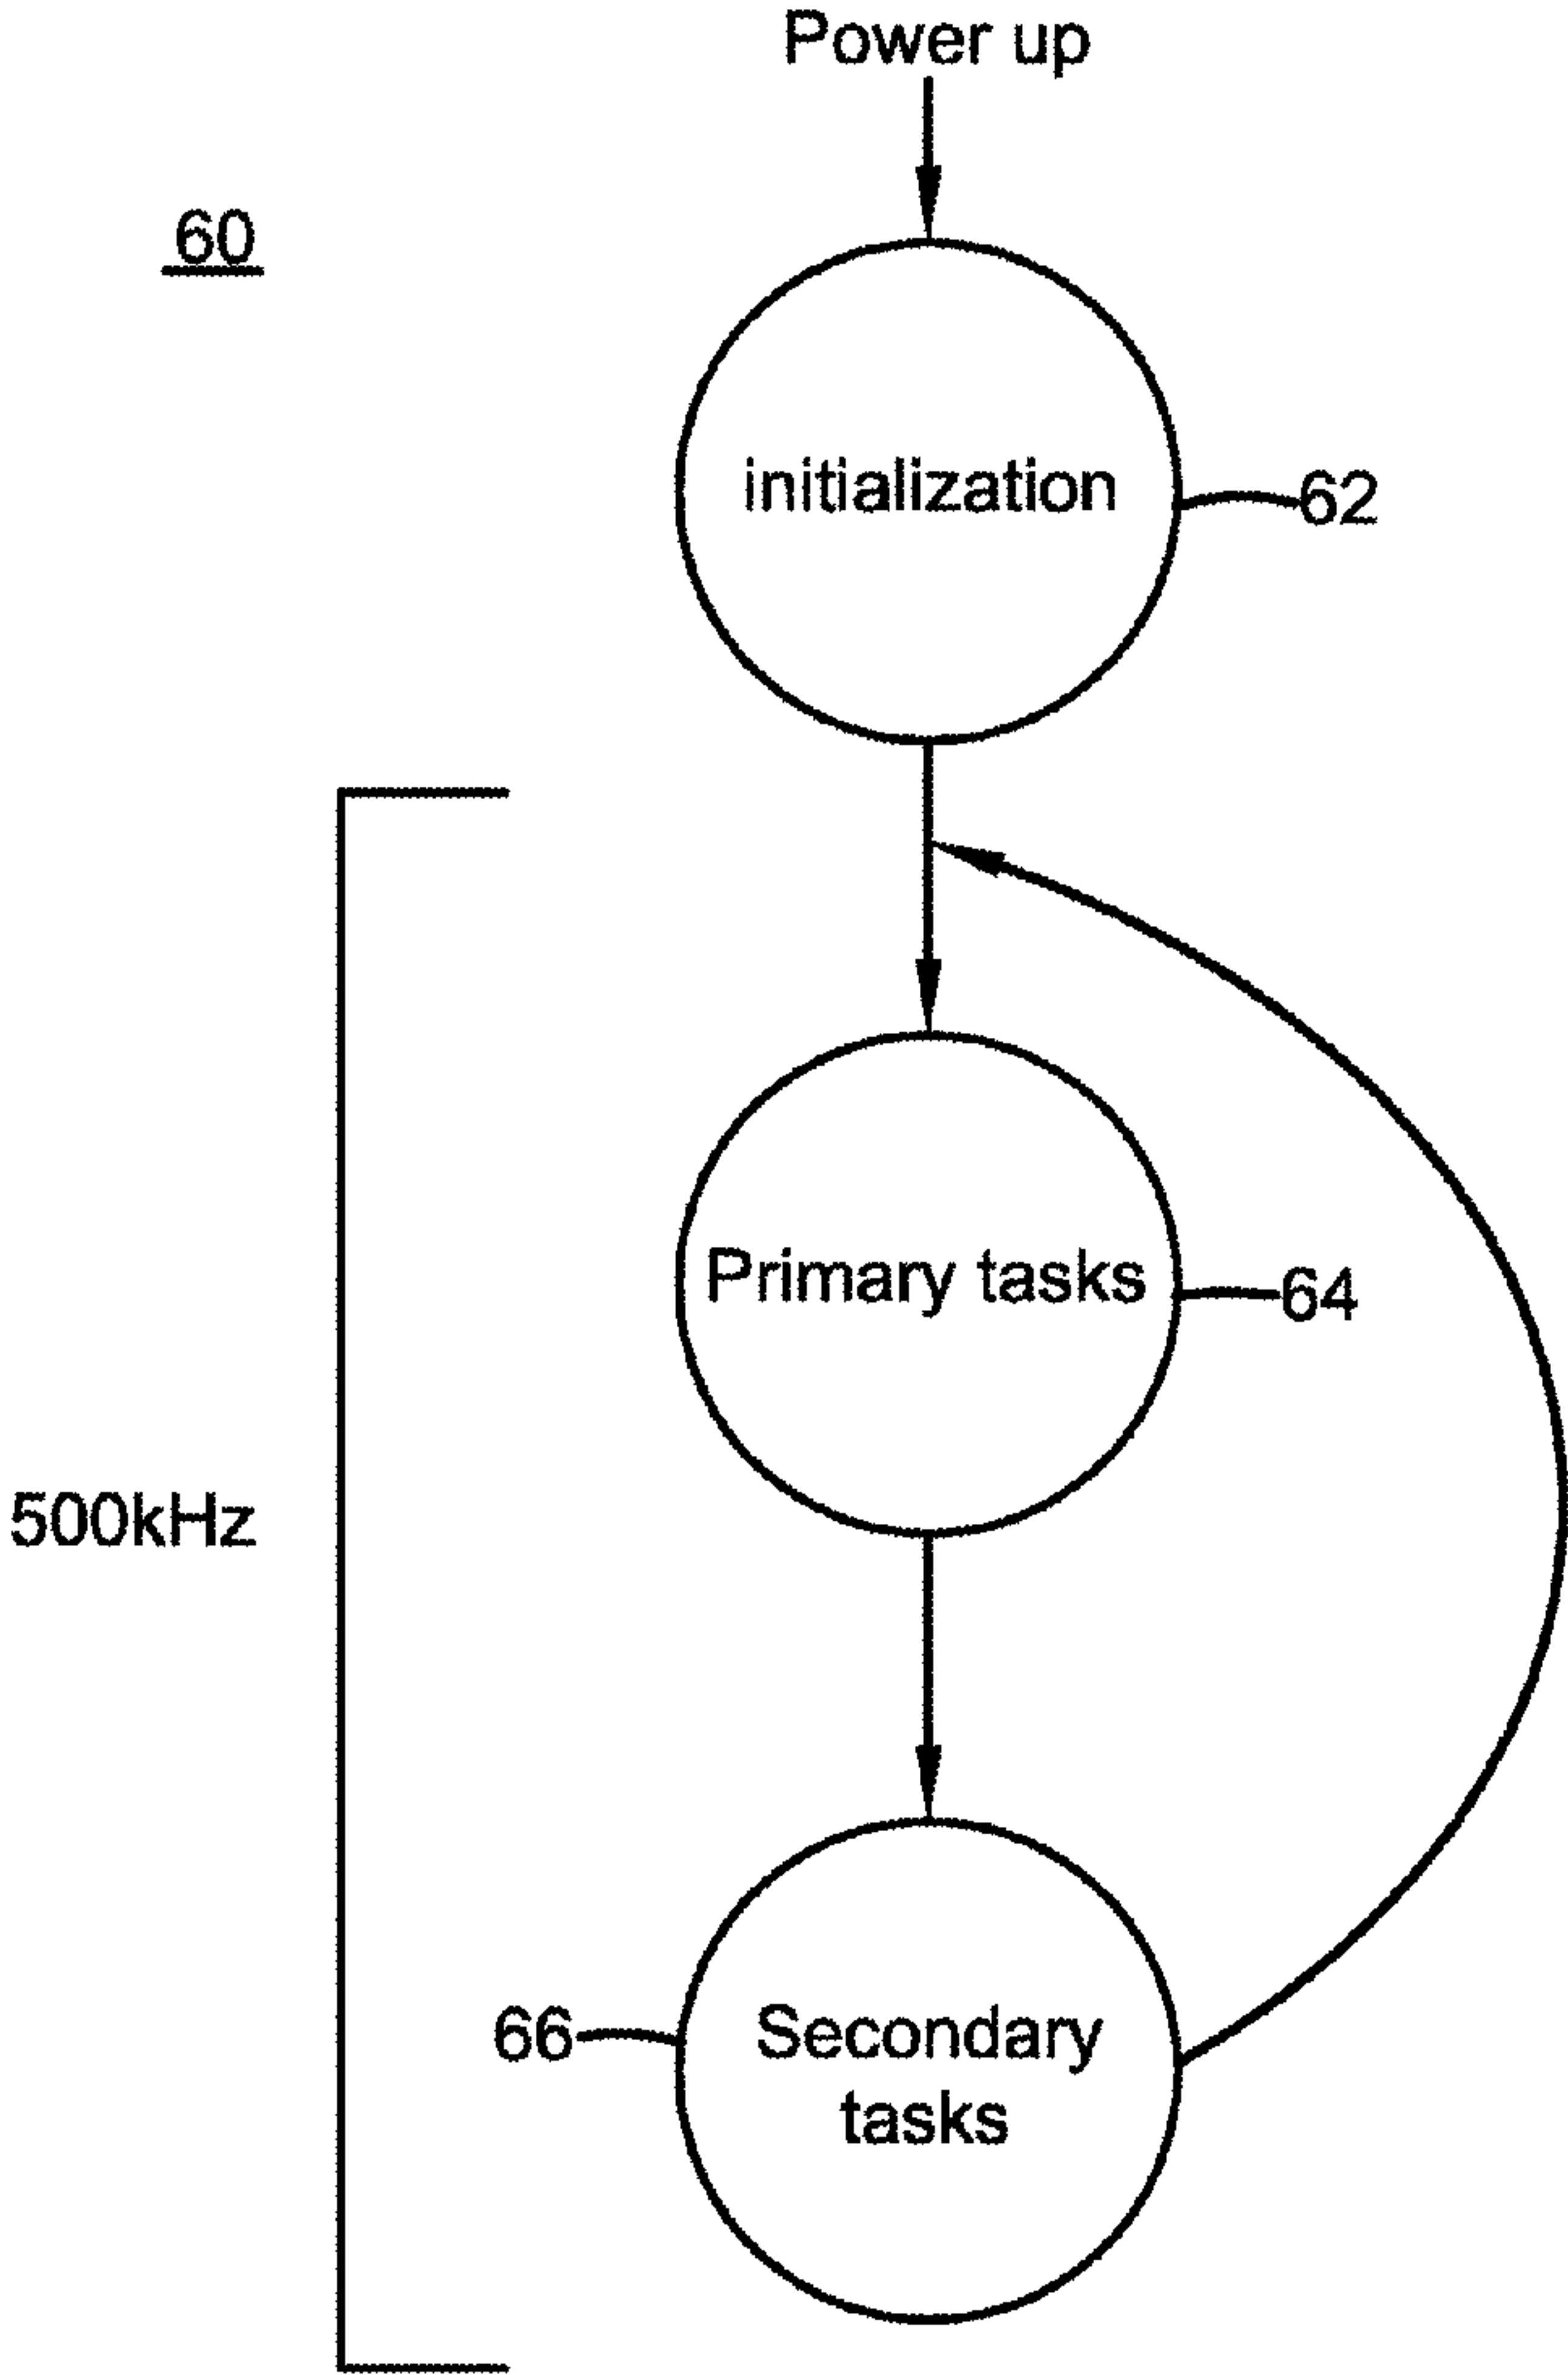 Power up
60
initialization
62
Primary tasks
64
500kHz
66
Secondary
tasks